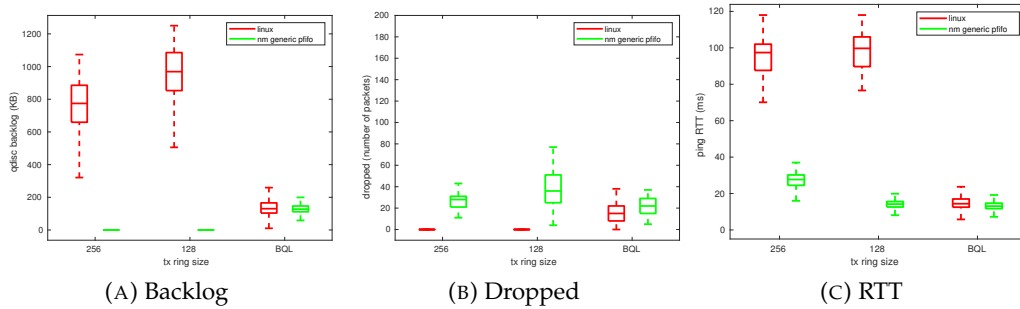 linux
nm generic pfifo
qdisc backlog (KB)
1200
1000
800
600
400
200
0
256
128
BQL
tx ring size
(A) Backlog
linux
nm generic pfifo
dropped (number of packets)
200
180
160
140
120
100
80
60
40
20
0
256
128
BQL
tx ring size
(B) Dropped
linux
nm generic pfifo
ping RTT (ms)
120
100
80
60
40
20
0
256
128
BQL
tx ring size
(C) RTT